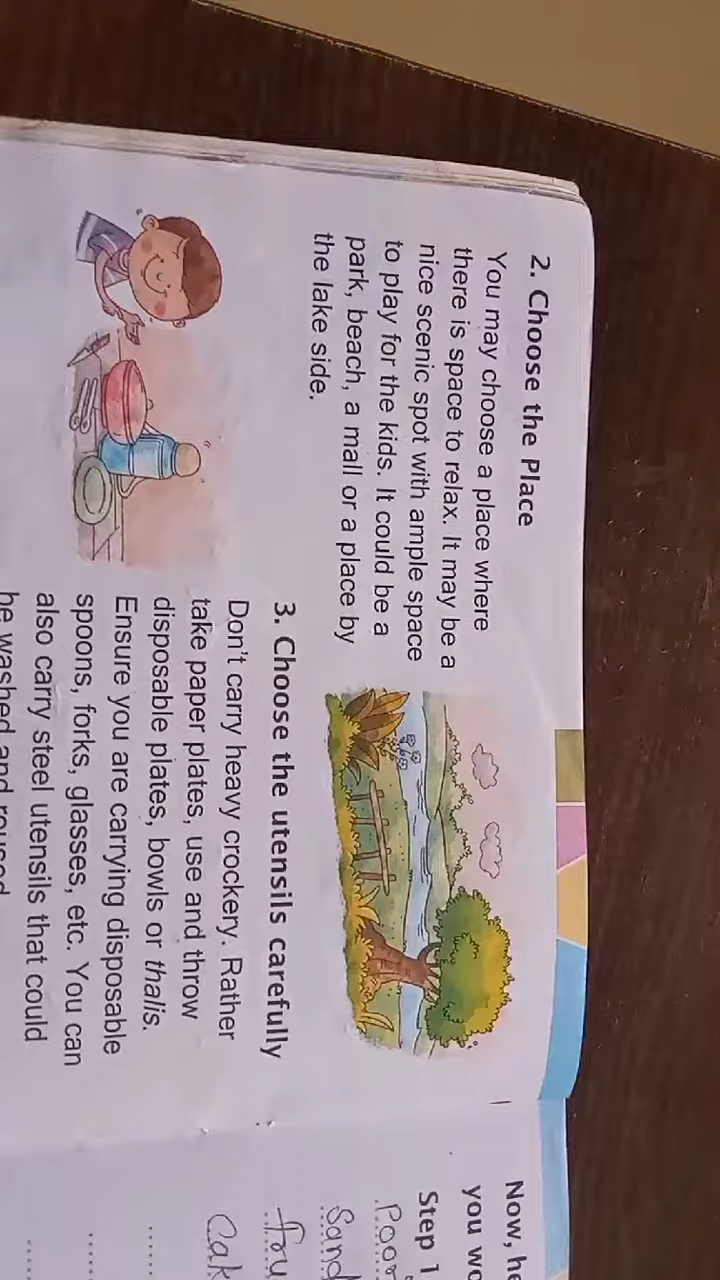 2. Choose the Place
You may choose a place where
there is space to relax. It may be a
nice scenic spot with ample space
to play for the kids. It could be a
park, beach, a mall or a place by
the lake side.
3. Choose the utensils carefully
Don't carry heavy crockery. Rather
take paper plates, use and throw
disposable plates, bowls or thalis.
Ensure you are carrying disposable
spoons, forks, glasses, etc. You can
also carry steel utensils that could
be washed and reused
Now,
you
Step 1